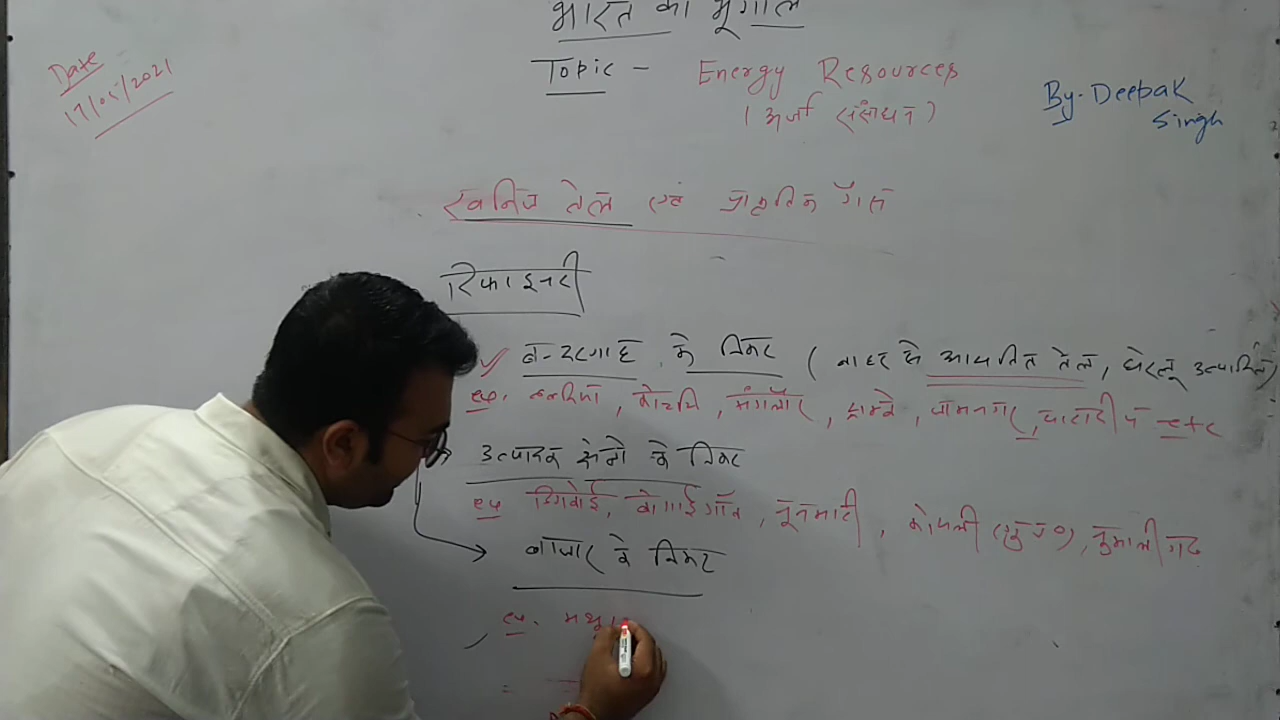 भारत का भूगोल
Date
17/05/2021
Topic - Energy Resources
(ऊर्जा संसाधन)
By- Deepak
Singh
खनिज तेल एवं प्राकृतिक गैस
रिफाइनरी
बन्दरगाह के निकट (बाहर से आयातित तेल, घरेलू उत्पादित)
ex. कोचीन, मंगलौर, ट्राम्बे, जामनगर, etc
उत्पादक क्षेत्रो के निकट
ex डिगबोई, बोंगाईगाँव, नूनमाटी, कोयली (गुज०), नुमालीगढ
बाजार के निकट
ex. मथुरा